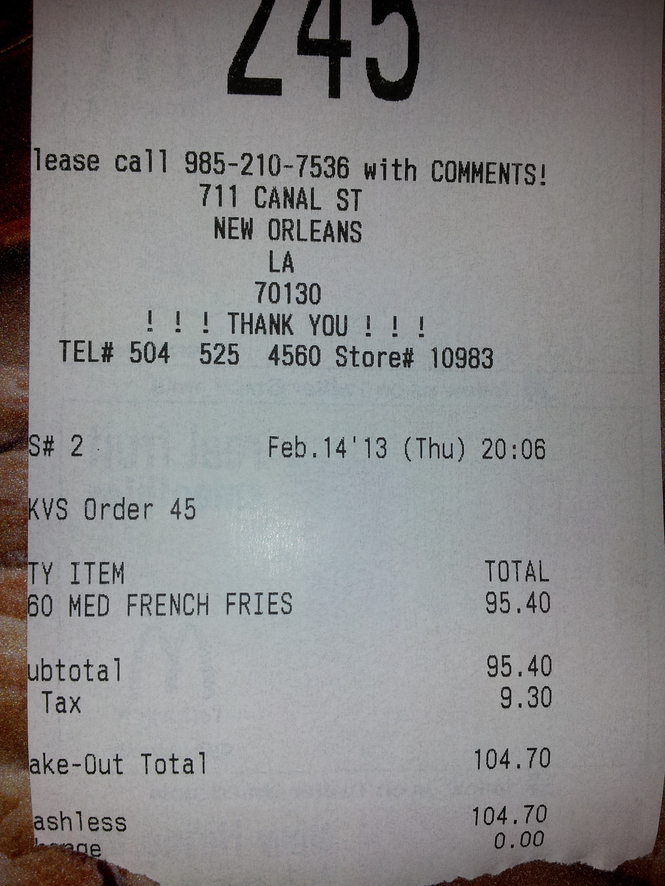 245
lease call 985-210-7536 with COMMENTS!
711 CANAL ST
NEW ORLEANS
LA
70130
! ! ! THANK YOU ! ! !
TEL# 504 525 4560 Store# 10983
S# 2 Feb.14'13 (Thu) 20:06
KVS Order 45
TY ITEM TOTAL
60 MED FRENCH FRIES 95.40
ubtotal 95.40
Tax 9.30
ake-Out Total 104.70
ashless 104.70
hange 0.00